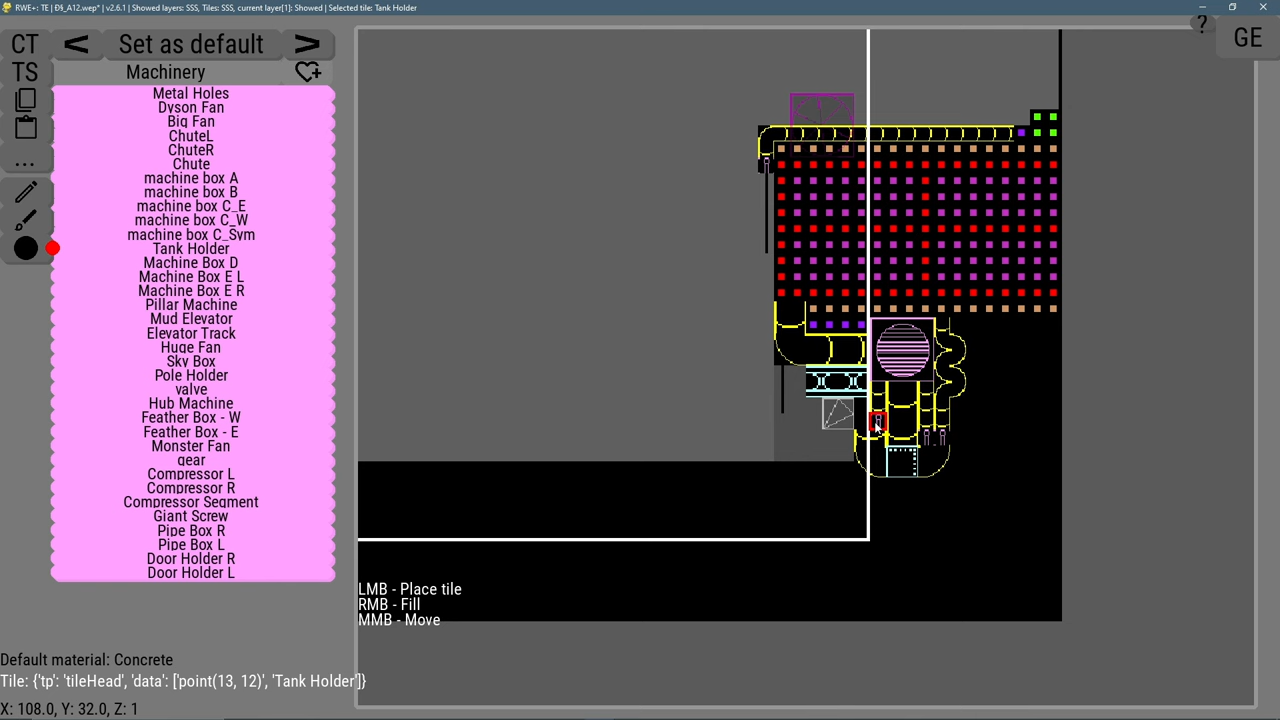 RWE+: TE | Đ§_A12.wep* | v2.6.1 | Showed layers: SSS, Tiles: SSS, current layer[1]: Showed | Selected tile: Tank Holder
?
CT
<
Set as default
>
GE
TS
Machinery
Metal Holes
Dyson Fan
Big Fan
ChuteL
ChuteR
Chute
machine box A
machine box B
machine box C_E
machine box C_W
machine box C_Sym
Tank Holder
Machine Box D
Machine Box E L
Machine Box E R
Pillar Machine
Mud Elevator
Elevator Track
Huge Fan
Sky Box
Pole Holder
valve
Hub Machine
Feather Box - W
Feather Box - E
Monster Fan
gear
Compressor L
Compressor R
Compressor Segment
Giant Screw
Pipe Box R
Pipe Box L
Door Holder R
Door Holder L
...
LMB - Place tile
RMB - Fill
MMB - Move
Default material: Concrete
Tile: {'tp': 'tileHead', 'data': ['point(13, 12)', 'Tank Holder']}
X: 108.0, Y: 32.0, Z: 1